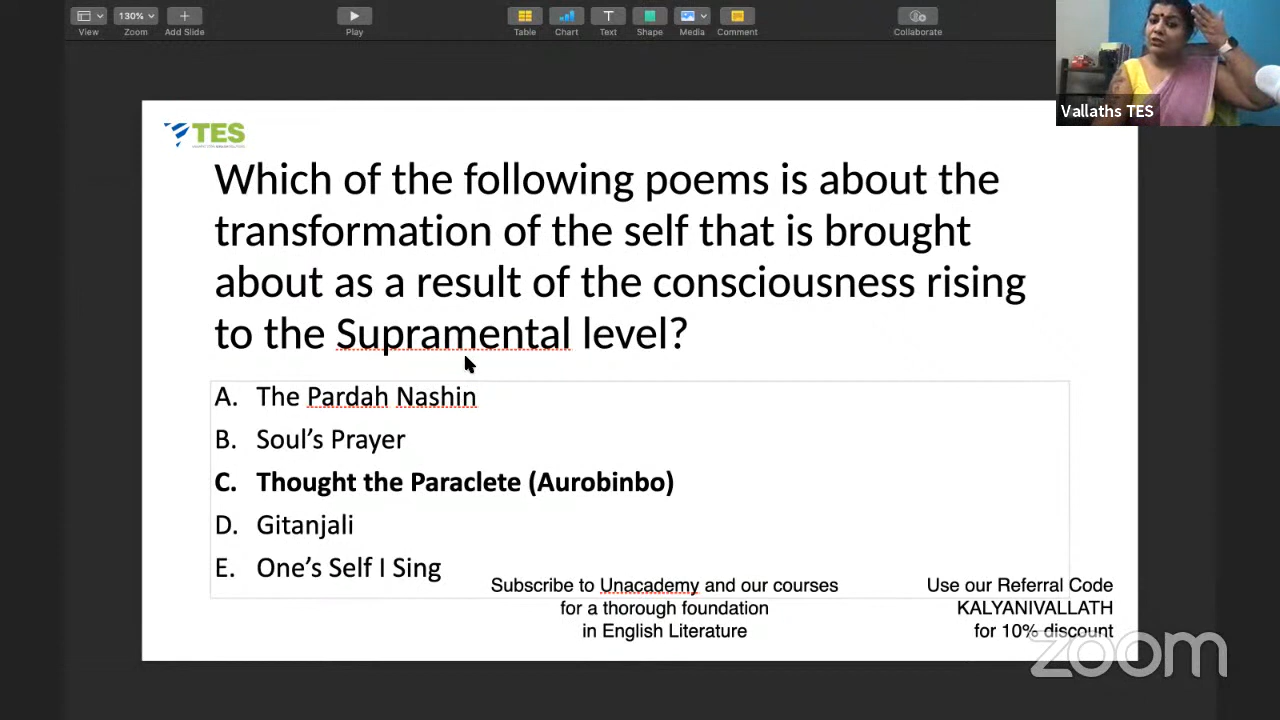 130%
View
Zoom
Add Slide
Play
Table
Chart
Text
Shape
Media
Comment
Collaborate
Vallaths TES
TES
Which of the following poems is about the
transformation of the self that is brought
about as a result of the consciousness rising
to the Supramental level?
A. The Pardah Nashin
B. Soul’s Prayer
C. Thought the Paraclete (Aurobinbo)
D. Gitanjali
E. One’s Self I Sing
Subscribe to Unacademy and our courses
for a thorough foundation
in English Literature
Use our Referral Code
KALYANIVALLATH
for 10% discount
zoom